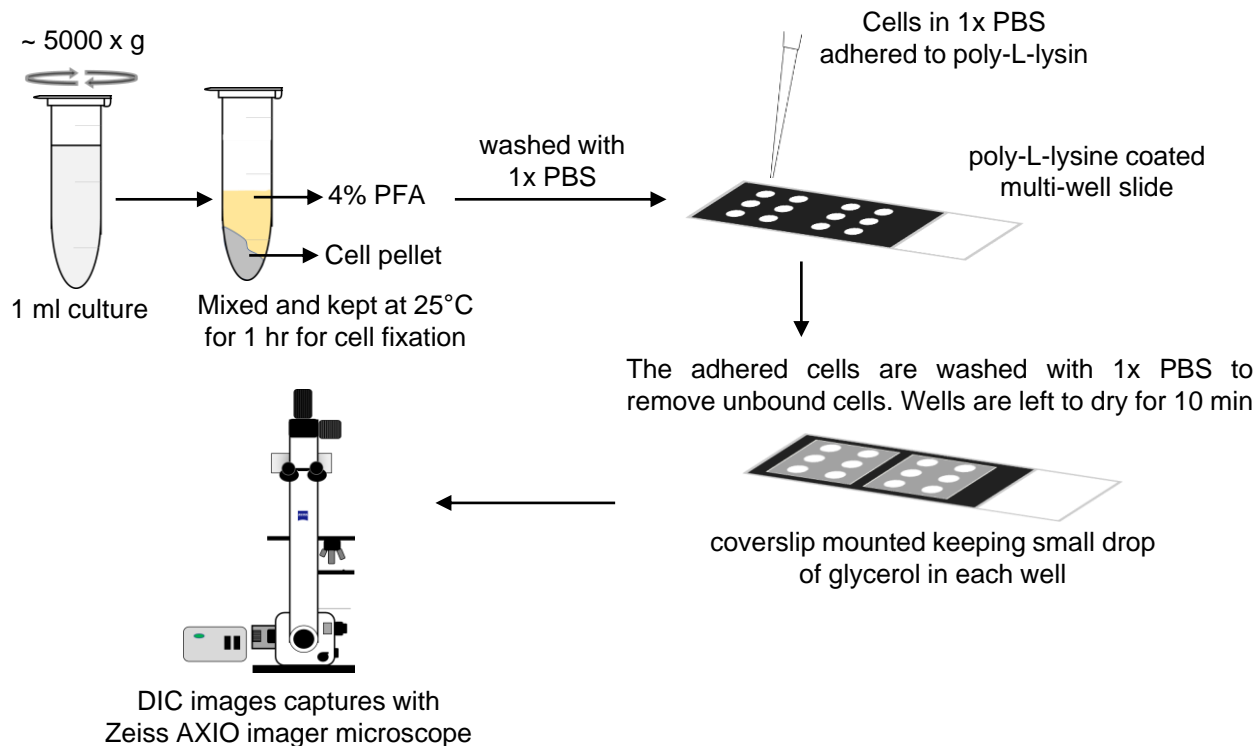 ~ 5000 x g
1 ml culture
4% PFA
Cell pellet
Mixed and kept at 25°C
for 1 hr for cell fixation
washed with
1x PBS
Cells in 1x PBS
adhered to poly-L-lysin
poly-L-lysine coated
multi-well slide
The adhered cells are washed with 1x PBS to
remove unbound cells. Wells are left to dry for 10 min
coverslip mounted keeping small drop
of glycerol in each well
DIC images captures with
Zeiss AXIO imager microscope